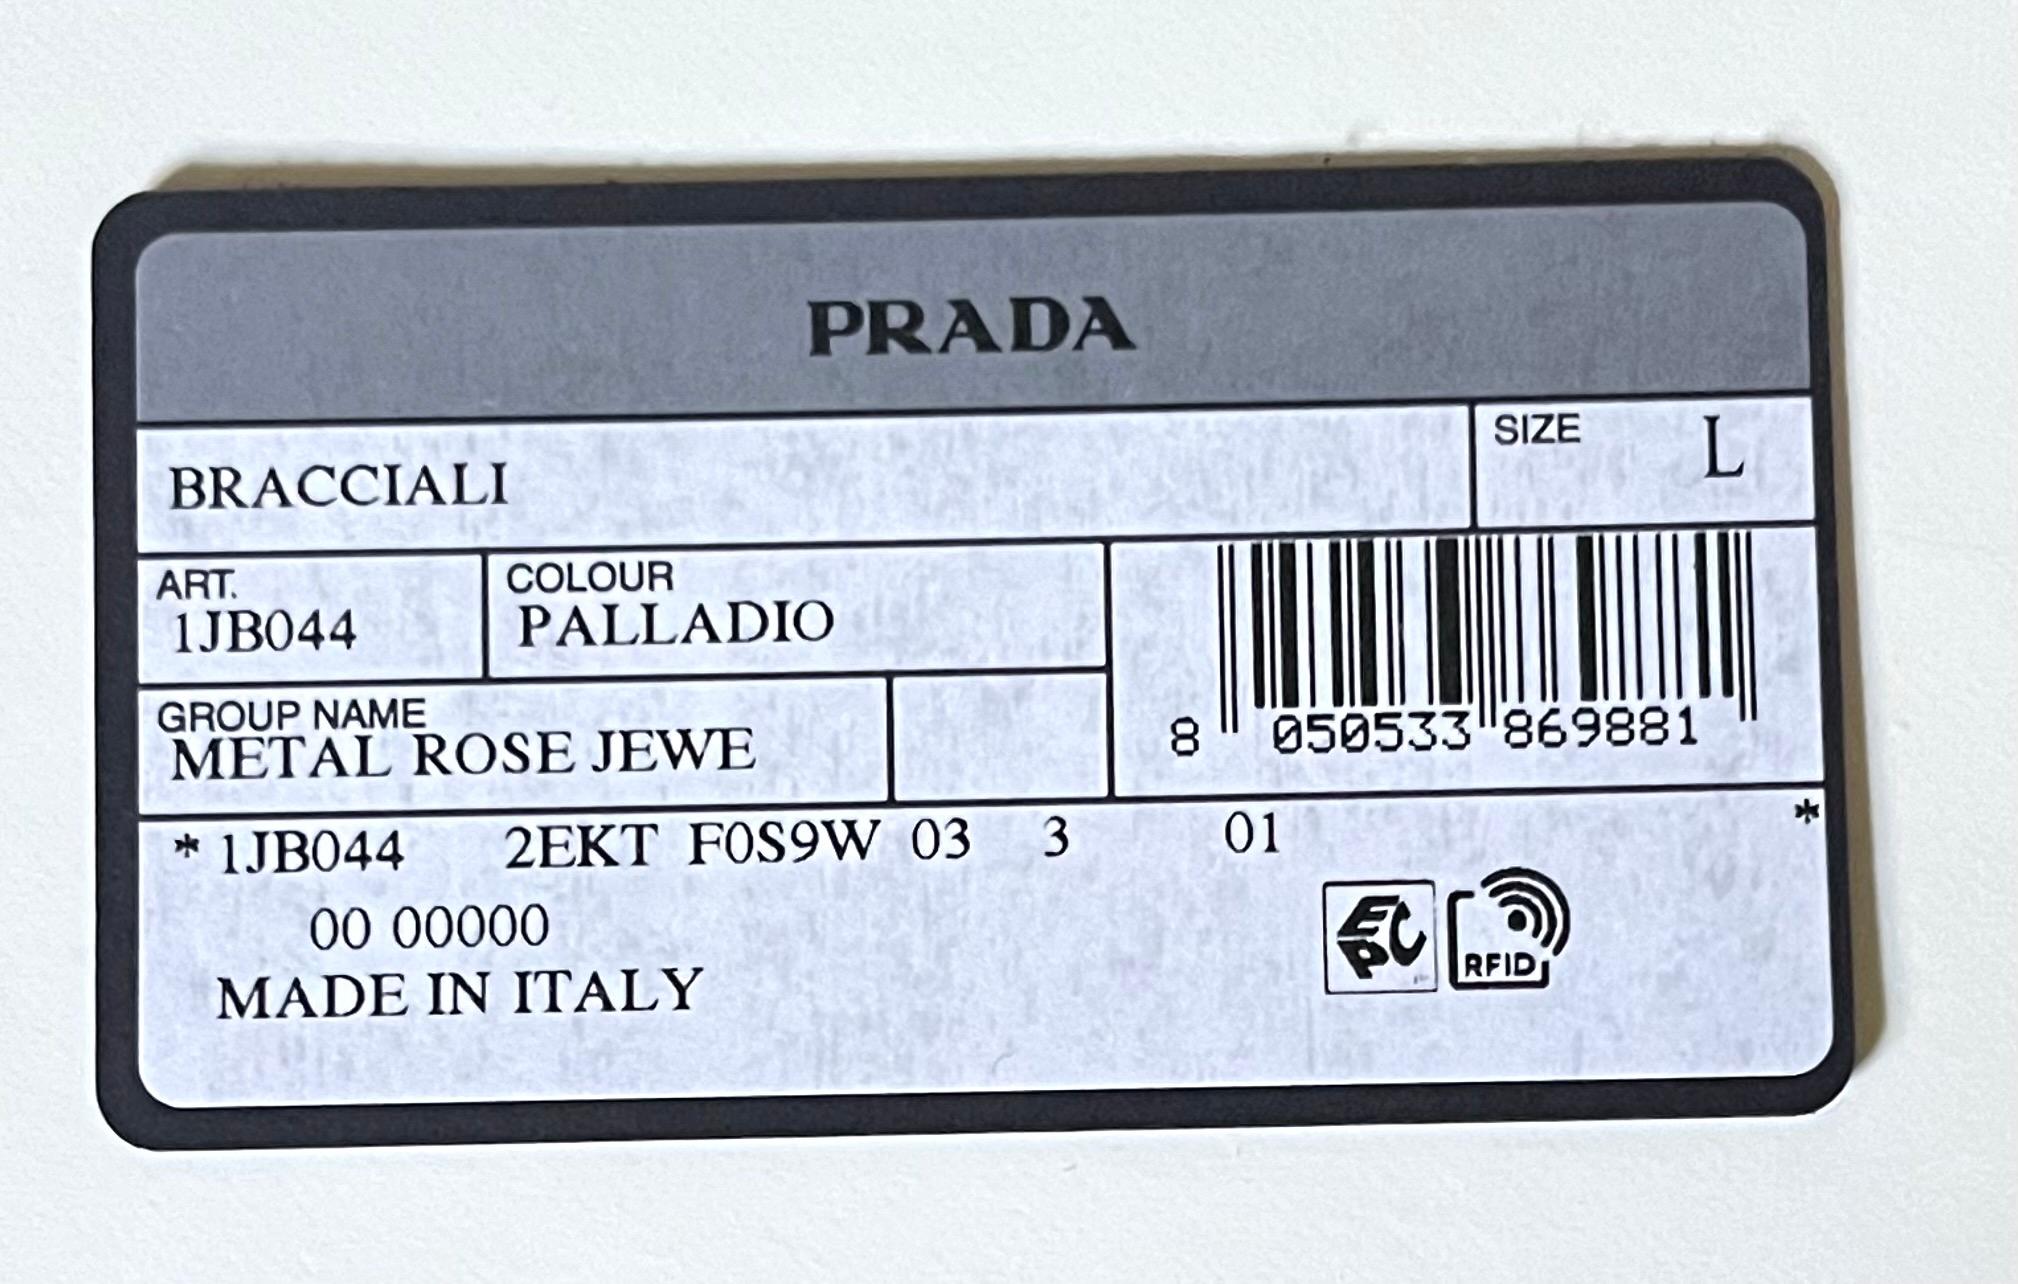 PRADA
BRACCIALI
SIZE L
ART.
1JB044
COLOUR
PALLADIO
GROUP NAME
METAL ROSE JEWE
8 050533 869881
* 1JB044 2EKT F0S9W 03 3 01 *
00 00000
MADE IN ITALY
EPC
RFID